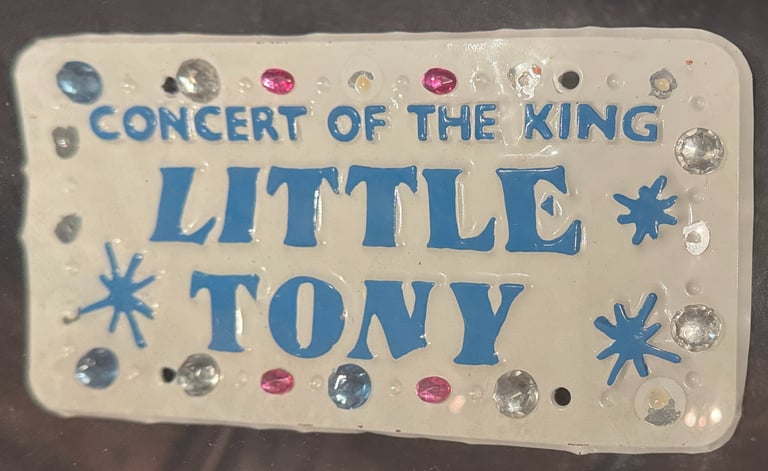 CONCERT OF THE KING
LITTLE
TONY